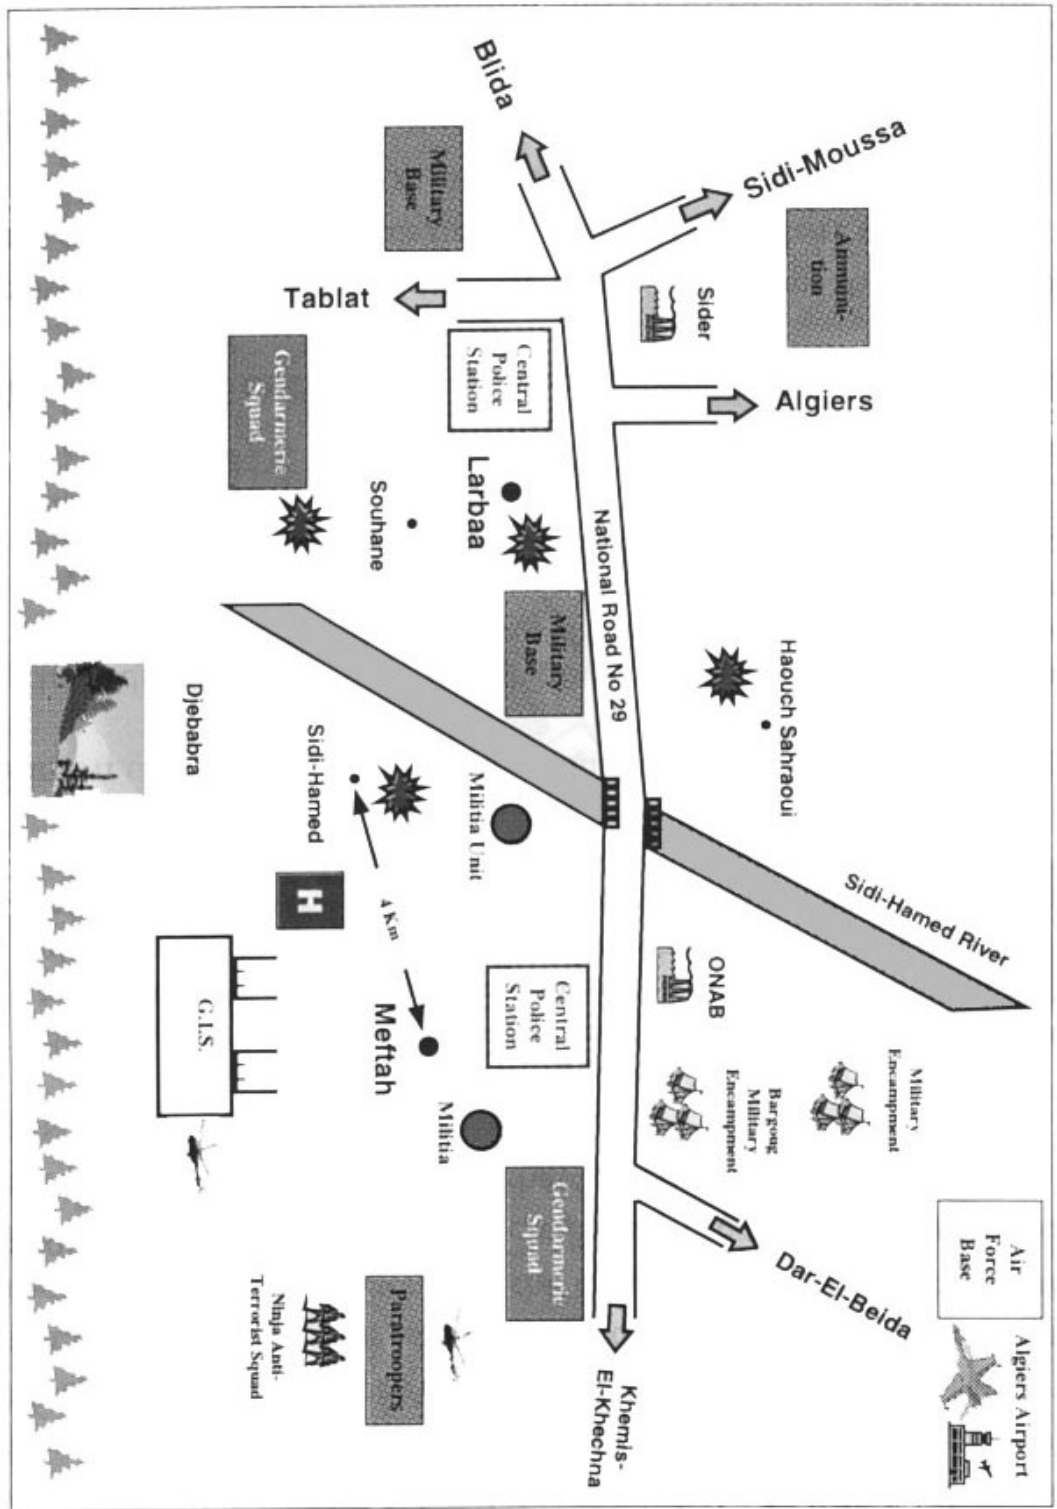 Blida
Sidi-Moussa
Military
Base
Ammuni-
tion
Tablat
Sider
Algiers
Gendarmerie
Squad
Central
Police
Station
Larbaa
Souhane
National Road No 29
Military
Base
Haouch Sahraoui
Djebabra
Sidi-Hamed
Militia Unit
Sidi-Hamed River
H
4 Km
ONAB
G.I.S.
Meftah
Central
Police
Station
Bargoug
Military
Encampment
Military
Encampment
Militia
Gendarmerie
Squad
Dar-El-Beida
Air
Force
Base
Algiers Airport
Ninja Anti-
Terrorist Squad
Paratroopers
Khemis-
El-Khechna